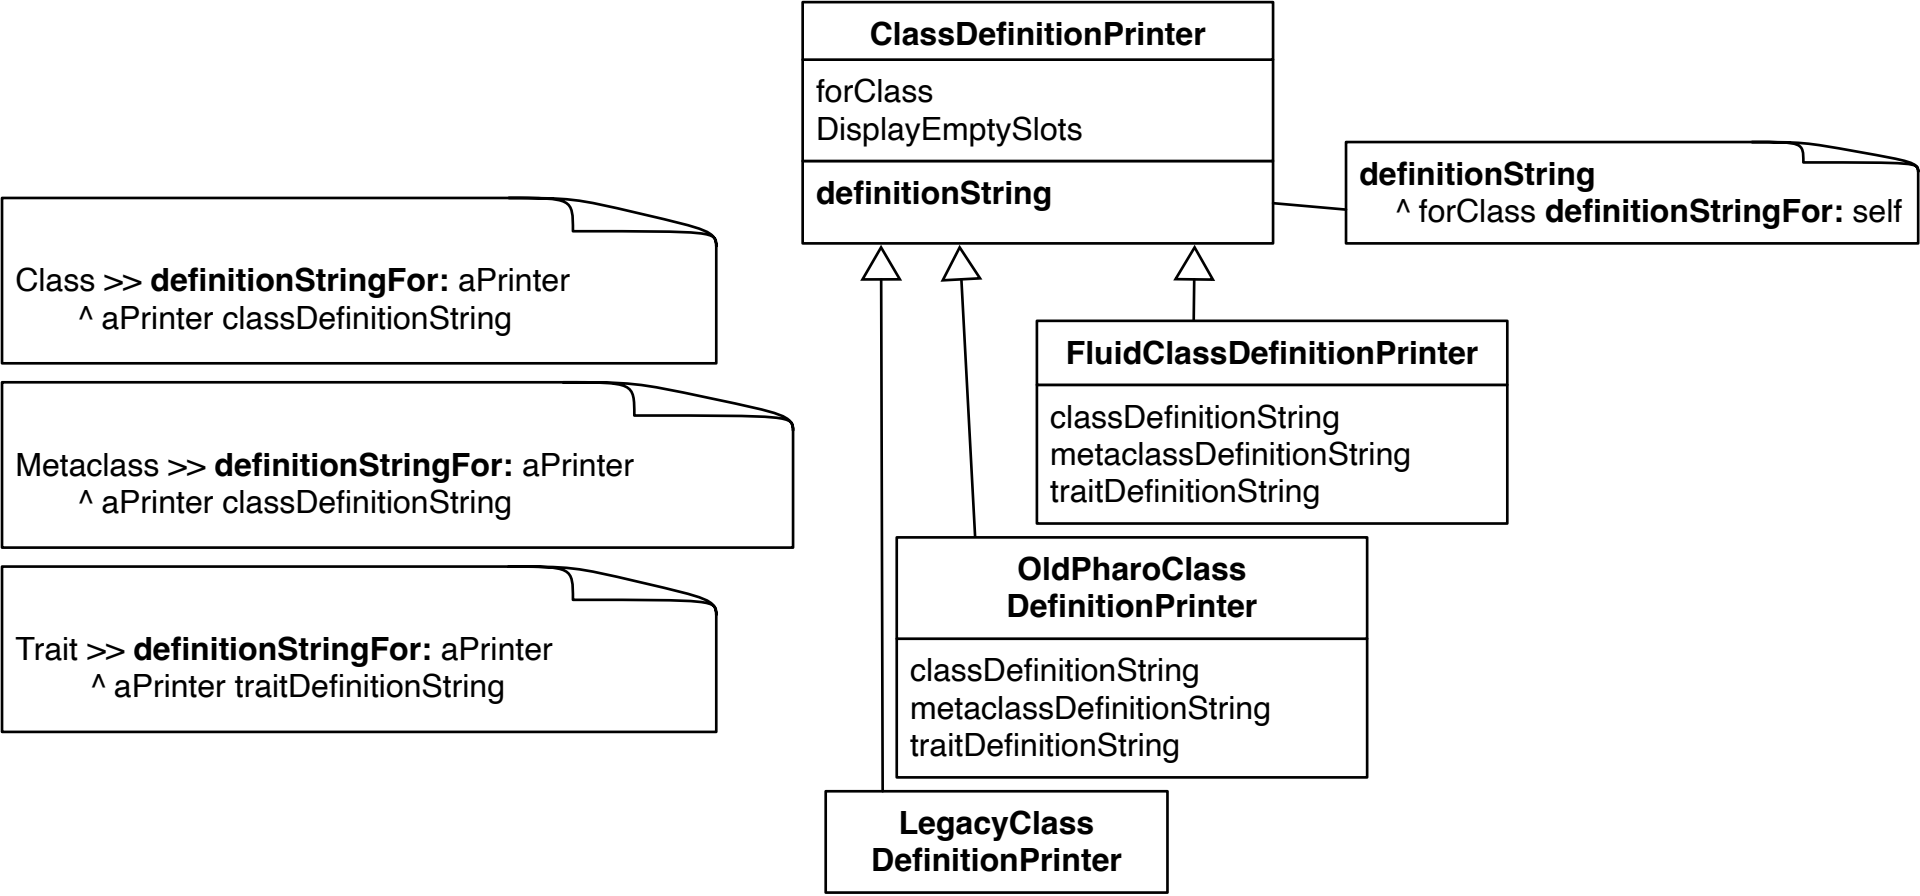 ClassDefinitionPrinter
forClass
DisplayEmptySlots
definitionString
definitionString
^ forClass definitionStringFor: self
Class >> definitionStringFor: aPrinter
^ aPrinter classDefinitionString
Metaclass >> definitionStringFor: aPrinter
^ aPrinter classDefinitionString
Trait >> definitionStringFor: aPrinter
^ aPrinter traitDefinitionString
FluidClassDefinitionPrinter
classDefinitionString
metaclassDefinitionString
traitDefinitionString
OldPharoClass
DefinitionPrinter
classDefinitionString
metaclassDefinitionString
traitDefinitionString
LegacyClass
DefinitionPrinter